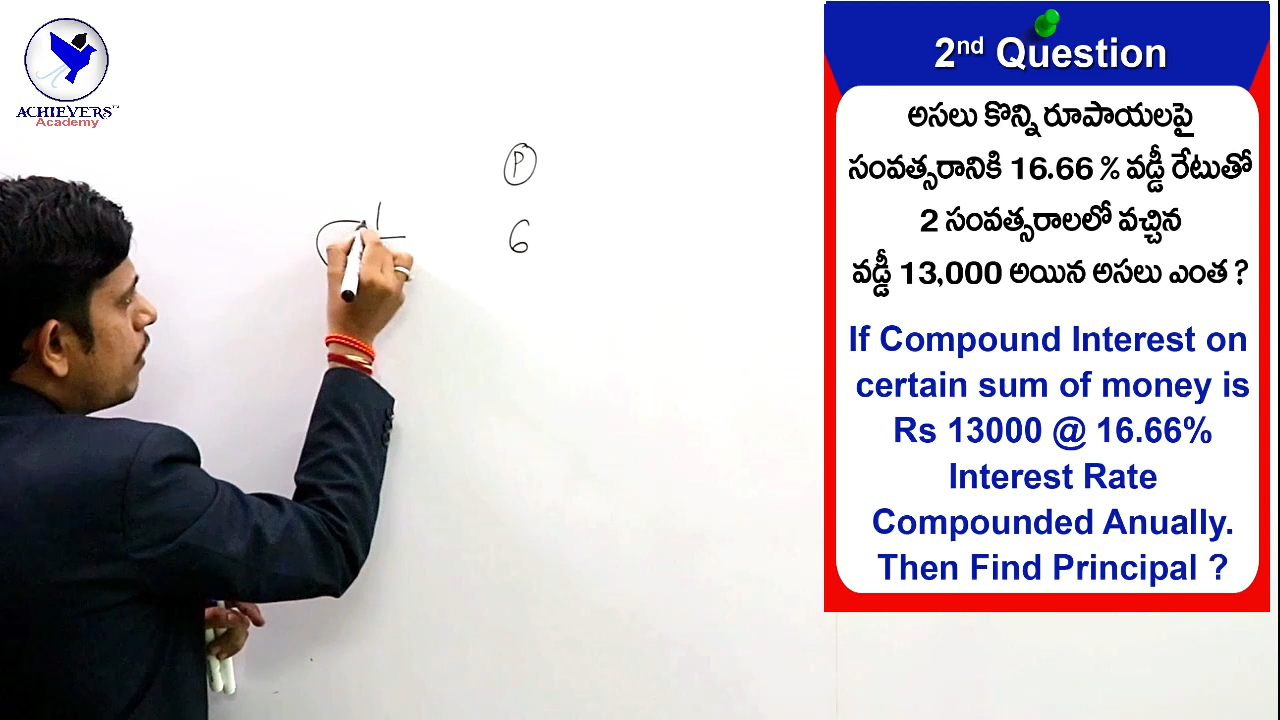 ACHIEVERS™
Academy
P
6
2nd Question
అసలు కొన్ని రూపాయలపై
సంవత్సరానికి 16.66 % వడ్డీ రేటుతో
2 సంవత్సరాలలో వచ్చిన
వడ్డీ 13,000 అయిన అసలు ఎంత ?
If Compound Interest on
certain sum of money is
Rs 13000 @ 16.66%
Interest Rate
Compounded Anually.
Then Find Principal ?